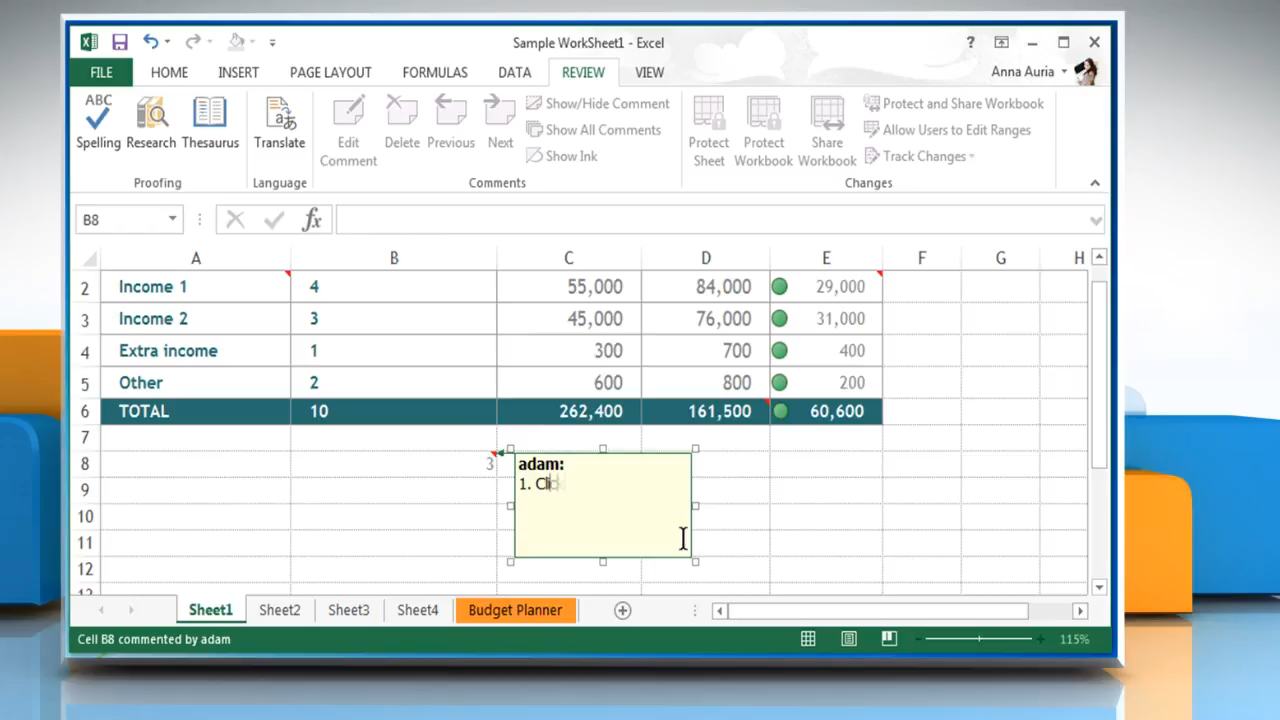 Sample WorkSheet1 - Excel
?
FILE HOME INSERT PAGE LAYOUT FORMULAS DATA REVIEW VIEW Anna Auria
ABC
Spelling Research Thesaurus Translate Edit Comment Delete Previous Next
Show/Hide Comment
Show All Comments
Show Ink
Protect Sheet Protect Workbook Share Workbook
Protect and Share Workbook
Allow Users to Edit Ranges
Track Changes
Proofing Language Comments Changes
B8 fx
A B C D E F G H
2 Income 1 4 55,000 84,000 29,000
3 Income 2 3 45,000 76,000 31,000
4 Extra income 1 300 700 400
5 Other 2 600 800 200
6 TOTAL 10 262,400 161,500 60,600
7
8 3 adam:
1. Clic
9
10
11
12
Sheet1 Sheet2 Sheet3 Sheet4 Budget Planner
Cell B8 commented by adam 115%